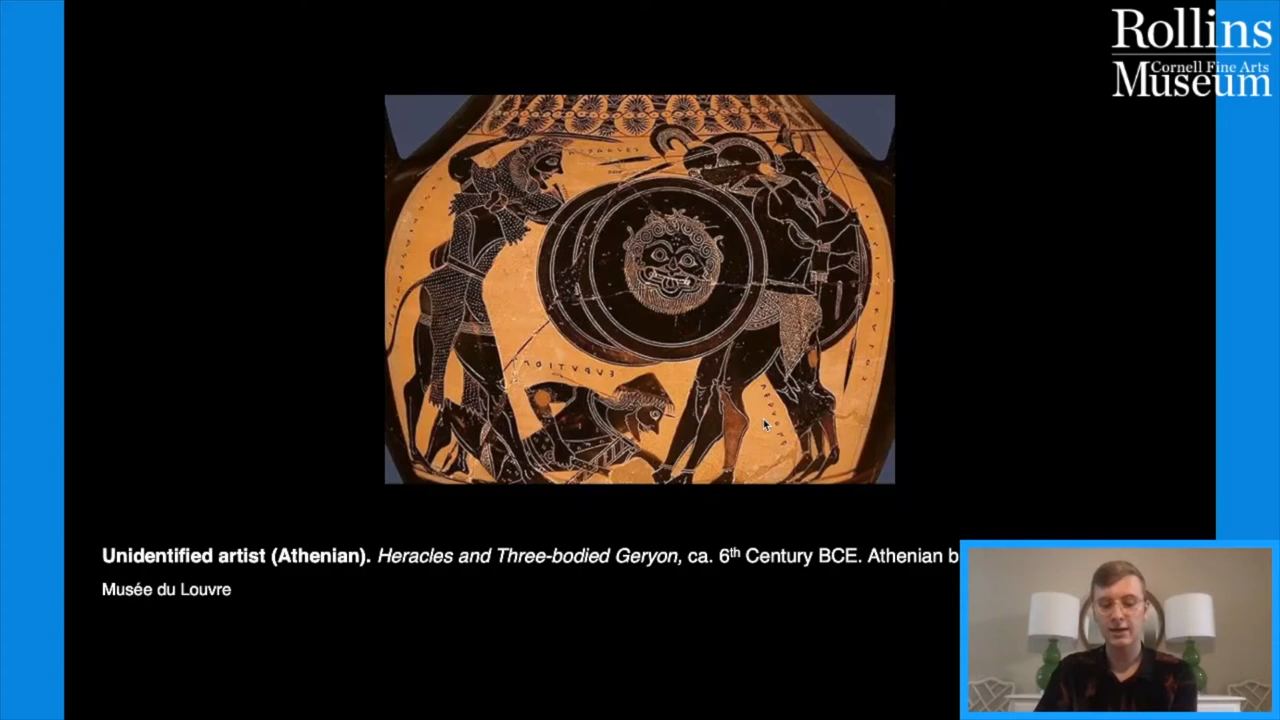 Rollins
Cornell Fine Arts
Museum
Unidentified artist (Athenian). Heracles and Three-bodied Geryon, ca. 6th Century BCE. Athenian b
Musée du Louvre